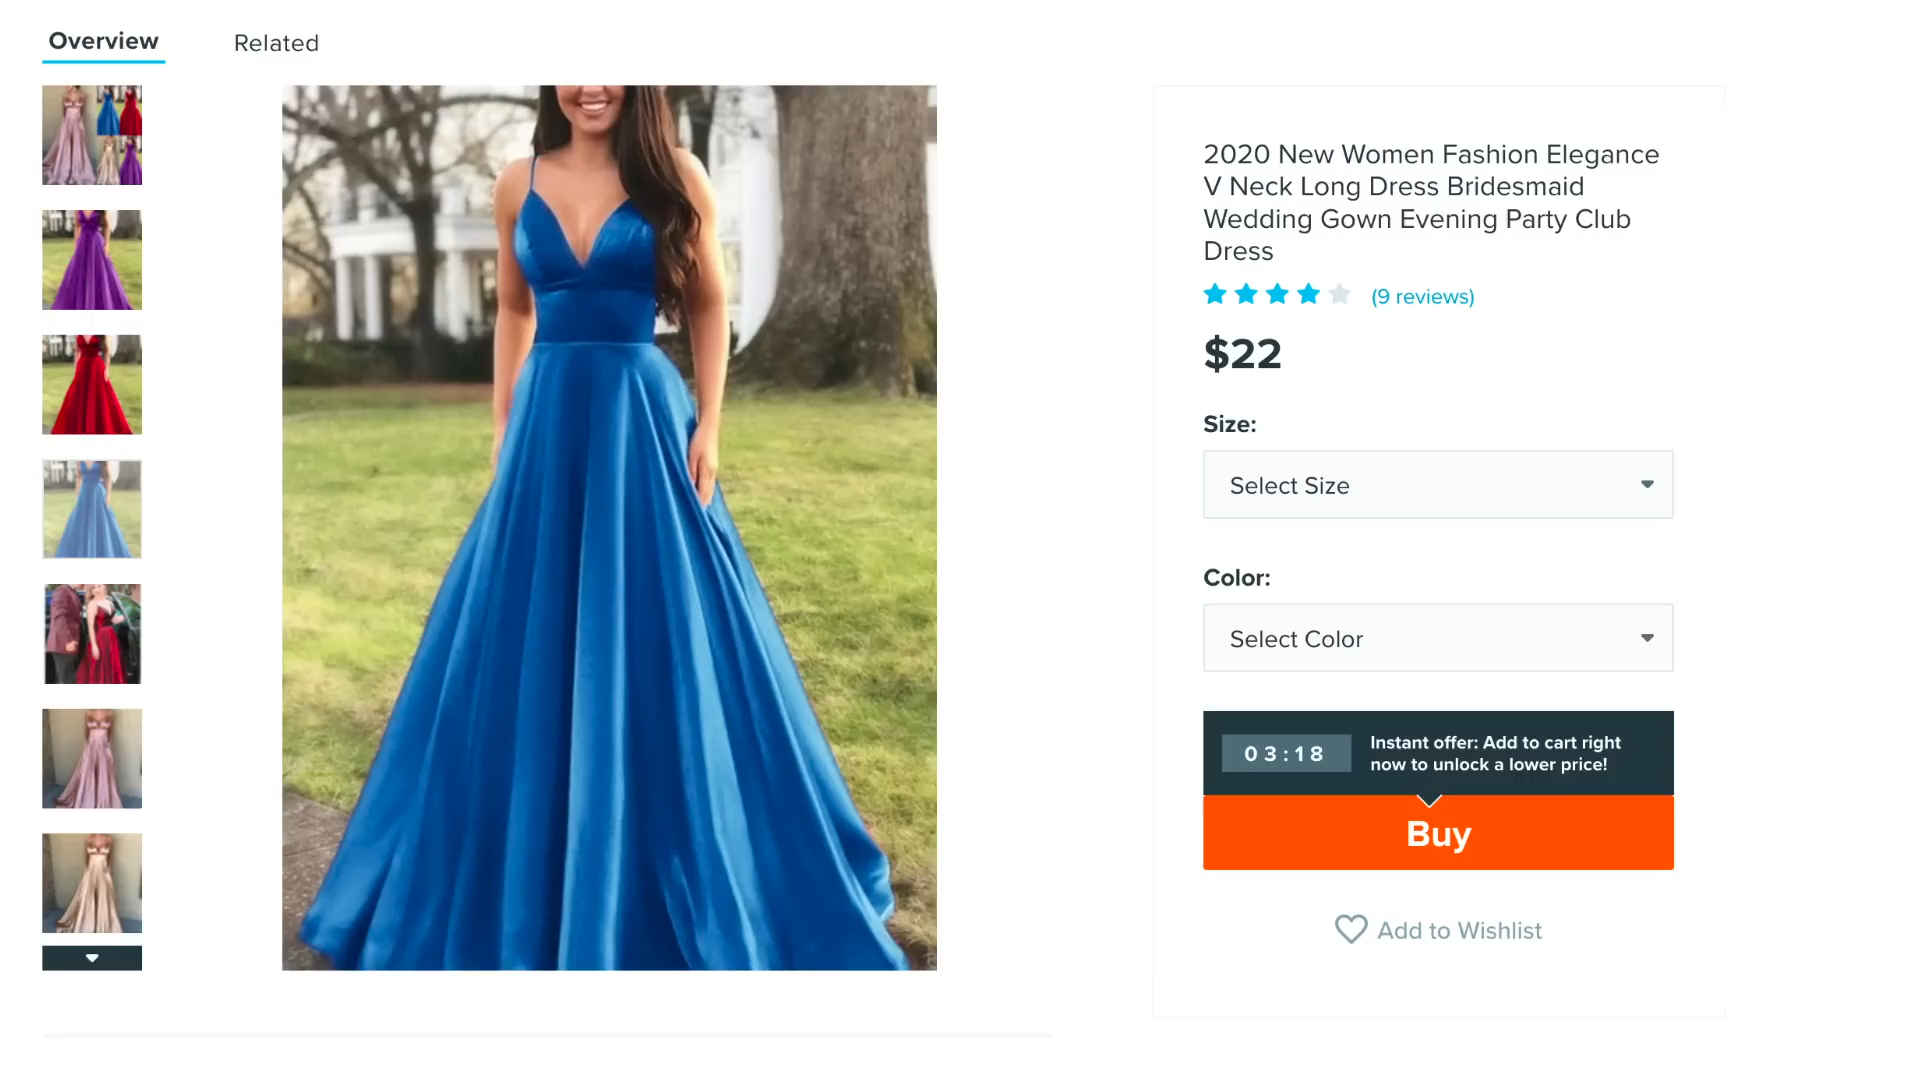 Overview
Related
2020 New Women Fashion Elegance
V Neck Long Dress Bridesmaid
Wedding Gown Evening Party Club
Dress
(9 reviews)
$22
Size:
Select Size
Color:
Select Color
03:18
Instant offer: Add to cart right
now to unlock a lower price!
Buy
Add to Wishlist